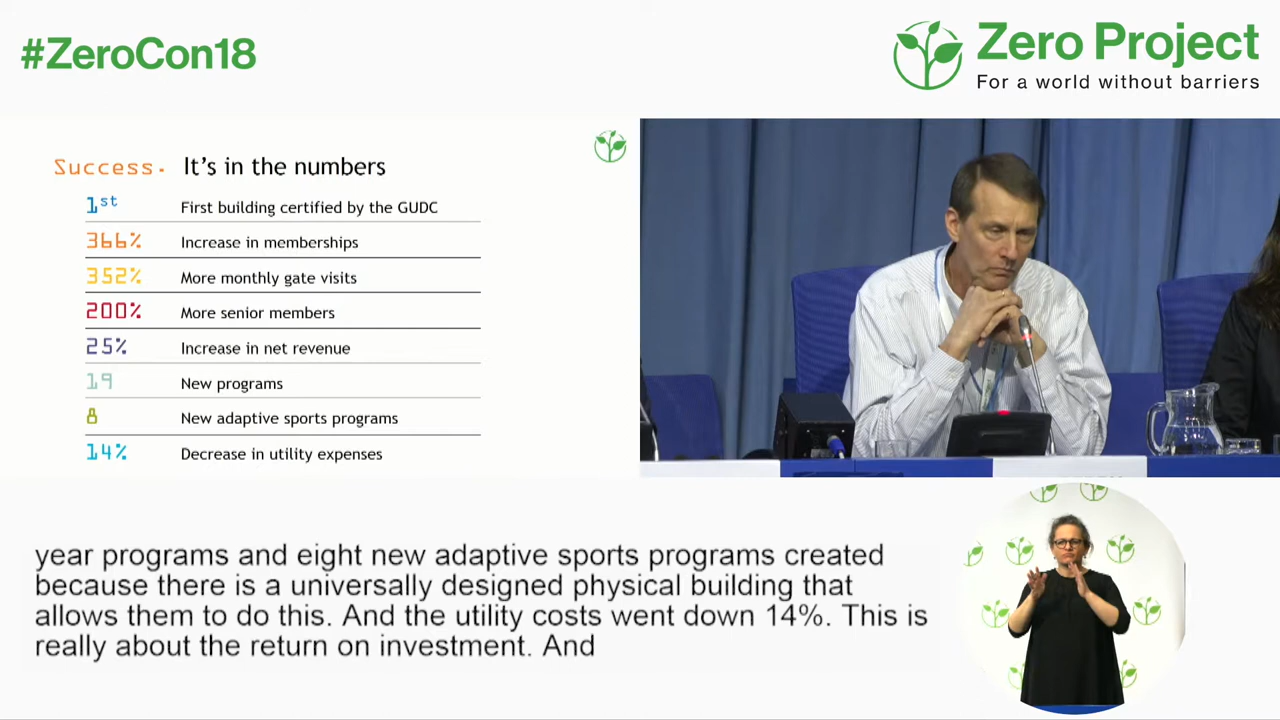 #ZeroCon18
Zero Project
For a world without barriers
Success. It's in the numbers
1st First building certified by the GUDC
366% Increase in memberships
352% More monthly gate visits
200% More senior members
25% Increase in net revenue
19 New programs
8 New adaptive sports programs
14% Decrease in utility expenses
year programs and eight new adaptive sports programs created
because there is a universally designed physical building that
allows them to do this. And the utility costs went down 14%. This is
really about the return on investment. And